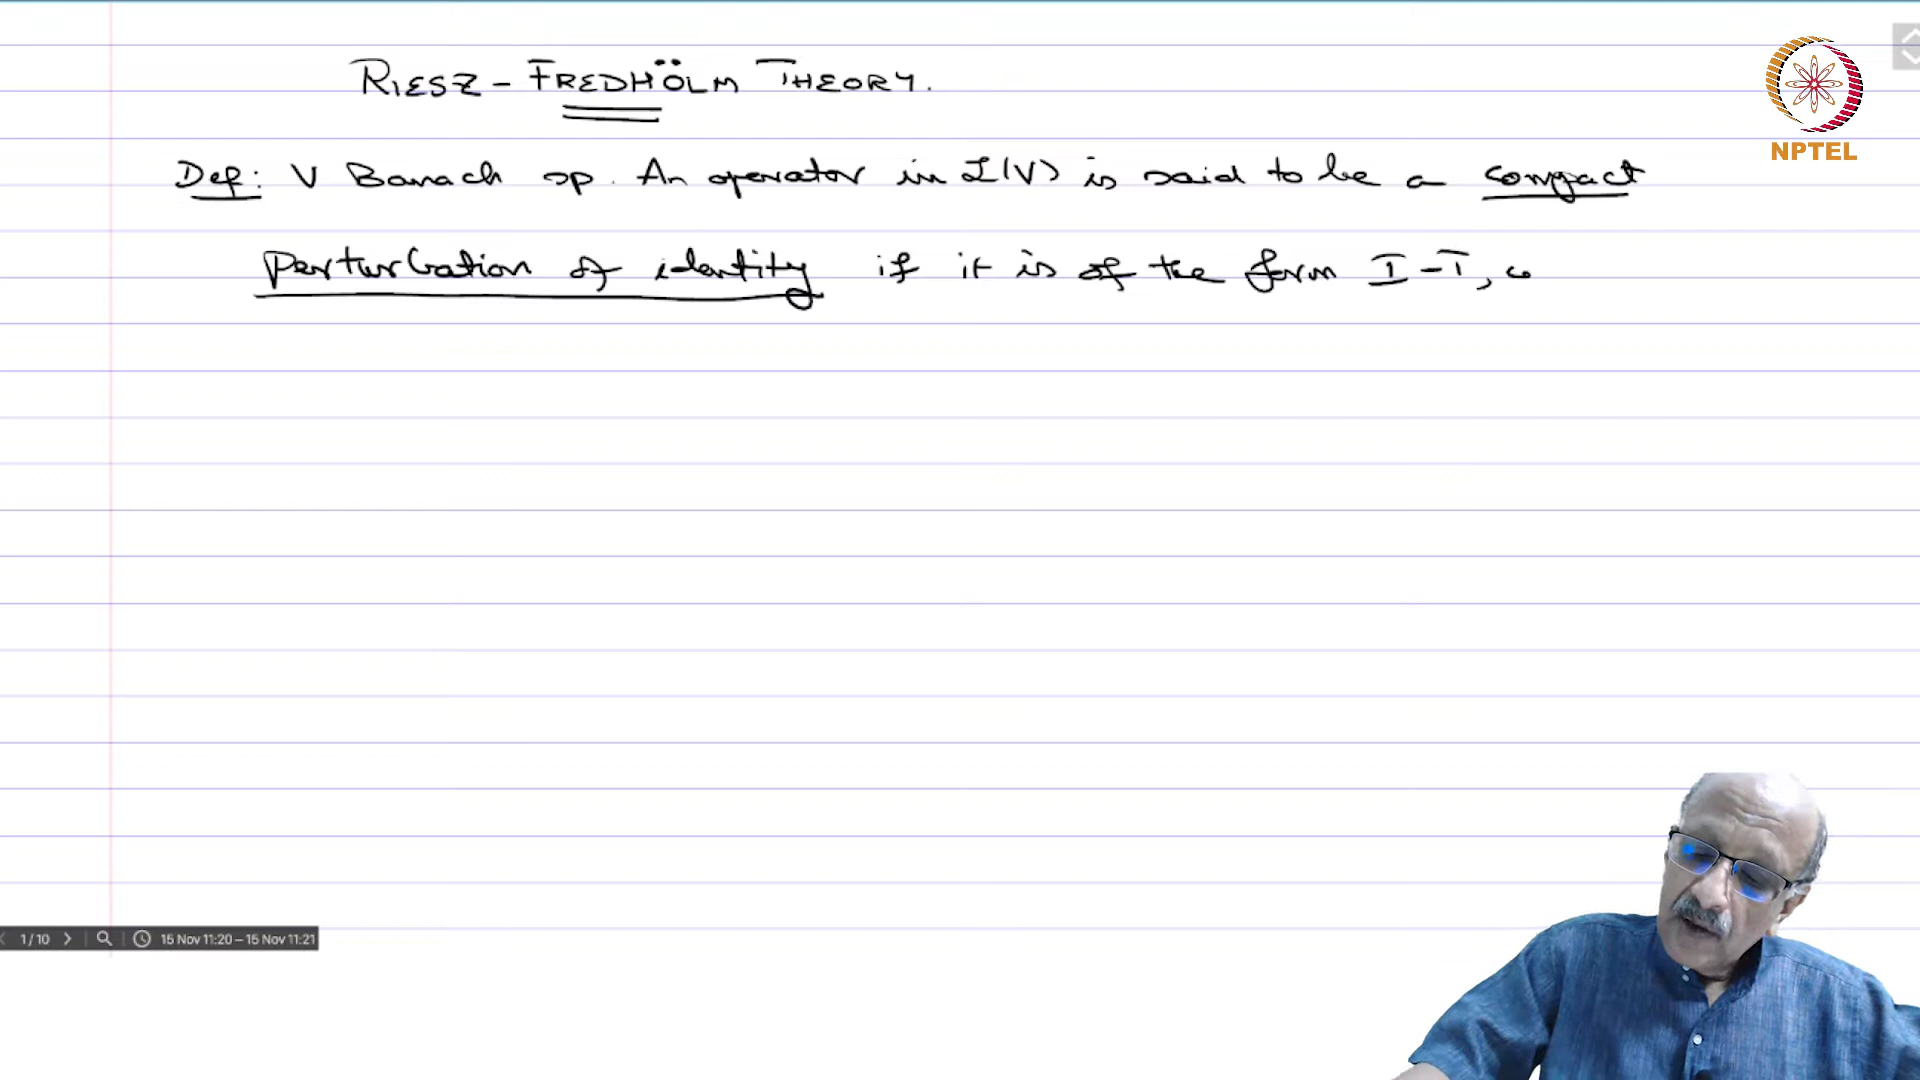 RIESZ - FREDHÖLM THEORY.
NPTEL
Def: V Banach sp. An operator in L(V) is said to be a compact
perturbation of identity if it is of the form I - T,
1/10 15 Nov 11:20 – 15 Nov 11:21